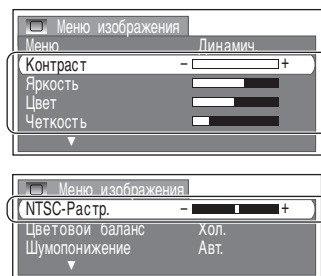 Меню изображения
Меню Динамич.
Контраст - +
Яркость
Цвет
Четкость
Меню изображения
NTSC-Растр. - +
Цветовой баланс Хол.
Шумопонижение Авт.